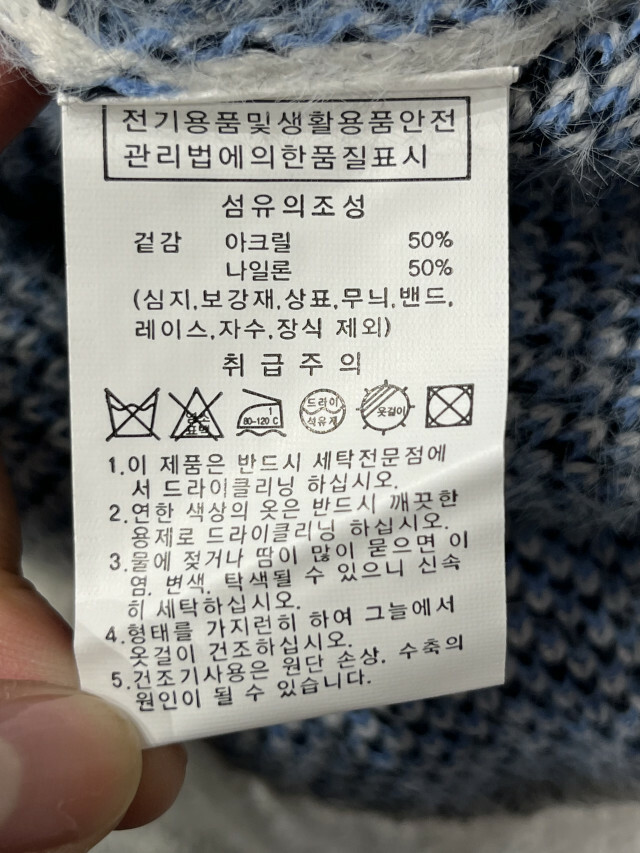 전기용품및생활용품안전
관리법에의한품질표시
섬유의조성
겉감 아크릴 50%
나일론 50%
(심지,보강재,상표,무늬,밴드,
레이스,자수,장식 제외)
취급주의
염소 표백 1 80-120 C 드라이 석유계 옷걸이
1.이 제품은 반드시 세탁전문점에
서 드라이클리닝 하십시오.
2.연한 색상의 옷은 반드시 깨끗한
용제로 드라이클리닝 하십시오.
3.물에 젖거나 땀이 많이 묻으면 이
염, 변색, 탁색될 수 있으니 신속
히 세탁하십시오.
4.형태를 가지런히 하여 그늘에서
옷걸이 건조하십시오.
5.건조기사용은 원단 손상, 수축의
원인이 될 수 있습니다.